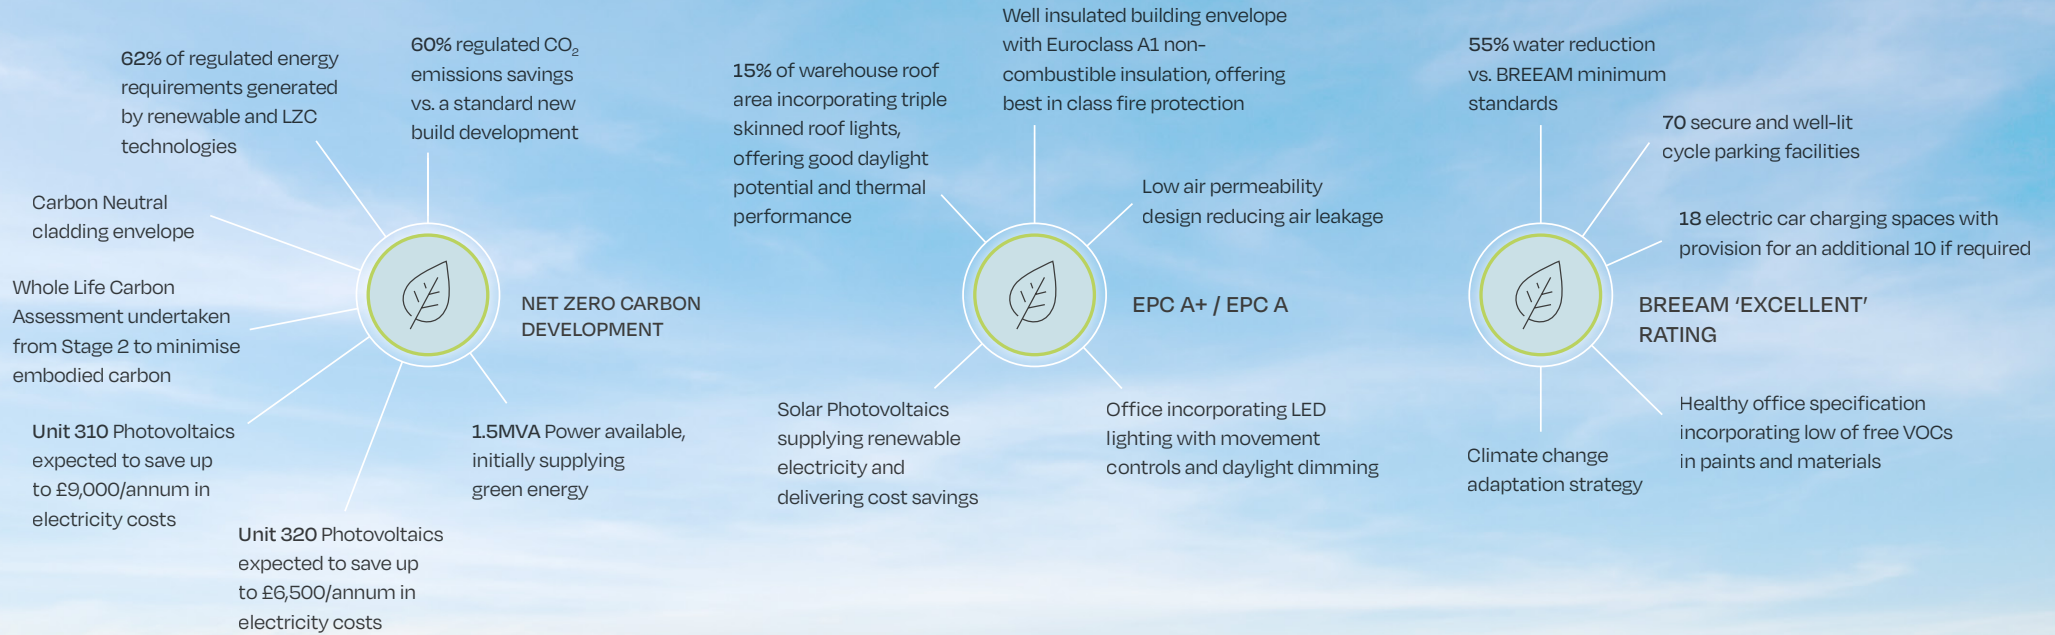 62% of regulated energy
requirements generated
by renewable and LZC
technologies
60% regulated CO₂
emissions savings
vs. a standard new
build development
Carbon Neutral
cladding envelope
Whole Life Carbon
Assessment undertaken
from Stage 2 to minimise
embodied carbon
NET ZERO CARBON
DEVELOPMENT
Unit 310 Photovoltaics
expected to save up
to £9,000/annum in
electricity costs
Unit 320 Photovoltaics
expected to save up
to £6,500/annum in
electricity costs
1.5MVA Power available,
initially supplying
green energy
15% of warehouse roof
area incorporating triple
skinned roof lights,
offering good daylight
potential and thermal
performance
Well insulated building envelope
with Euroclass A1 non-
combustible insulation, offering
best in class fire protection
Low air permeability
design reducing air leakage
EPC A+ / EPC A
Solar Photovoltaics
supplying renewable
electricity and
delivering cost savings
Office incorporating LED
lighting with movement
controls and daylight dimming
55% water reduction
vs. BREEAM minimum
standards
70 secure and well-lit
cycle parking facilities
18 electric car charging spaces with
provision for an additional 10 if required
BREEAM ‘EXCELLENT’
RATING
Climate change
adaptation strategy
Healthy office specification
incorporating low of free VOCs
in paints and materials